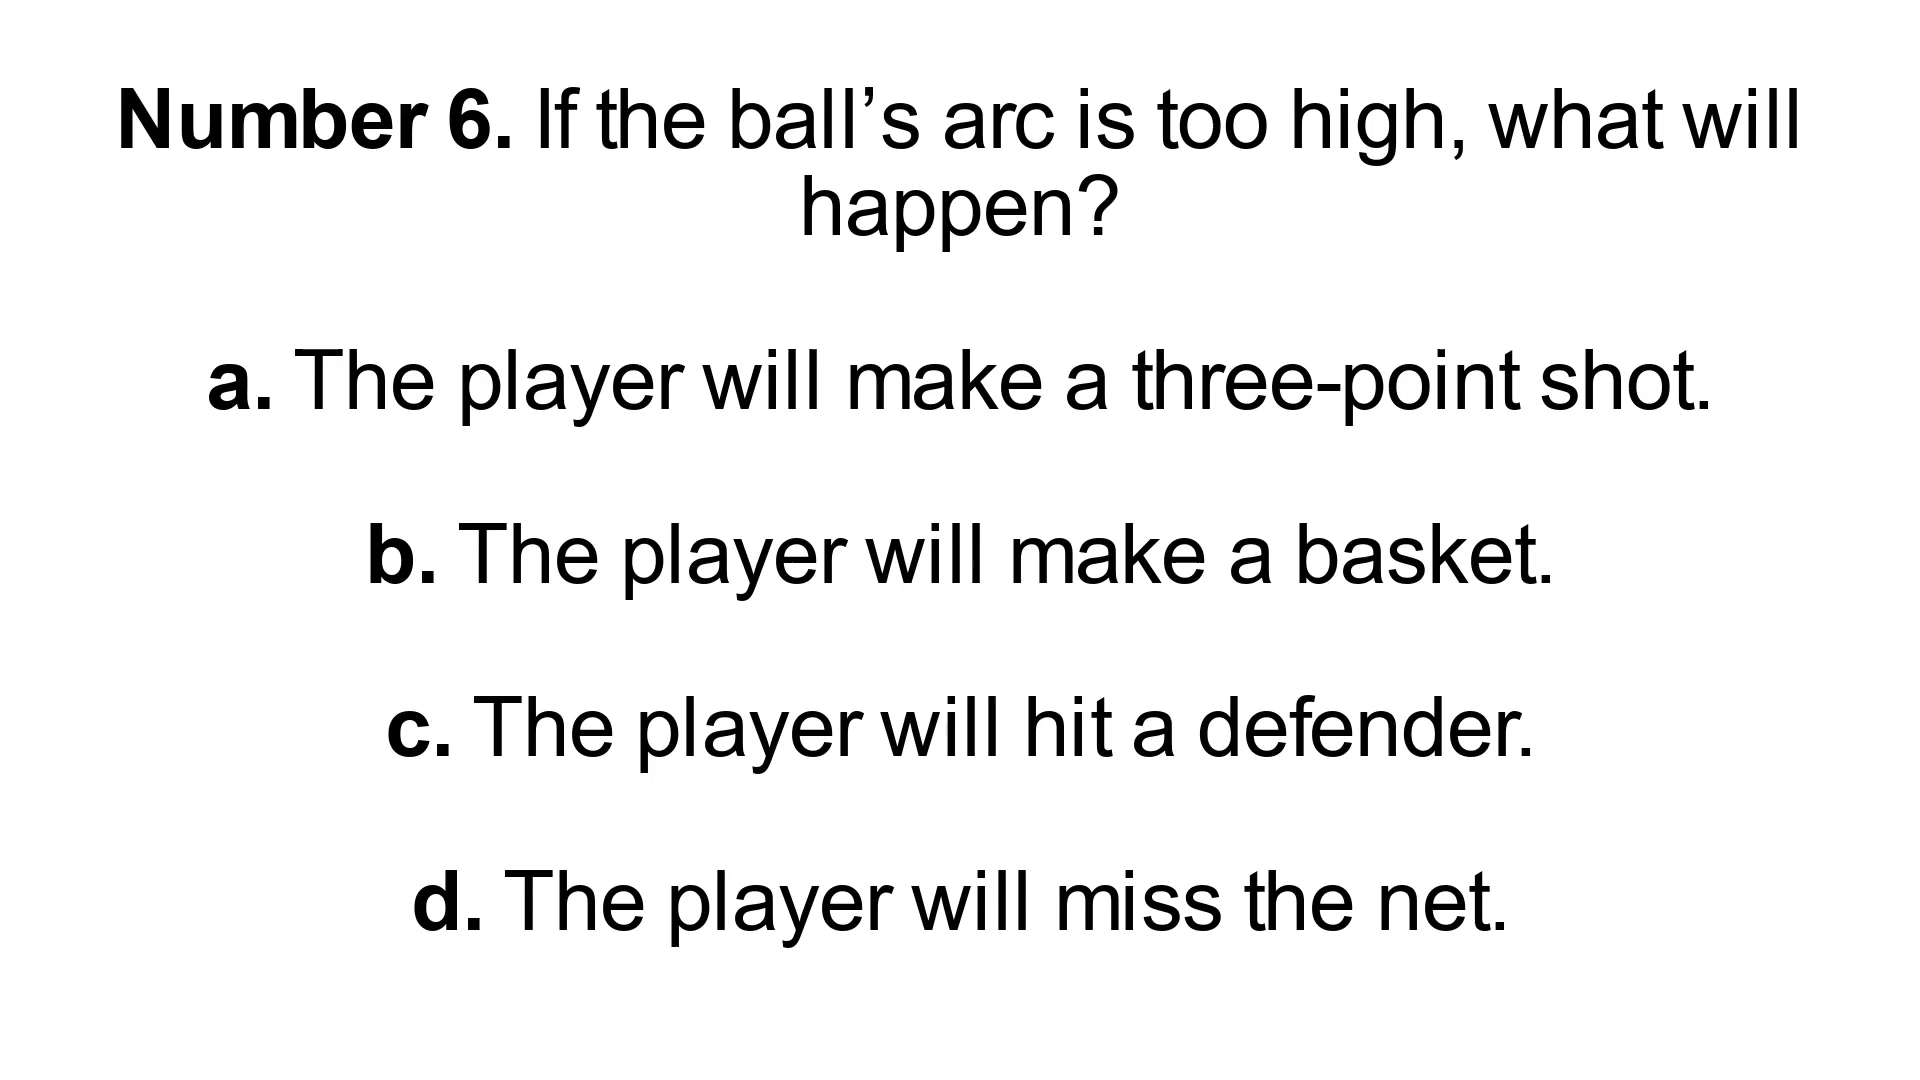 Number 6. If the ball’s arc is too high, what will
happen?
a. The player will make a three-point shot.
b. The player will make a basket.
c. The player will hit a defender.
d. The player will miss the net.